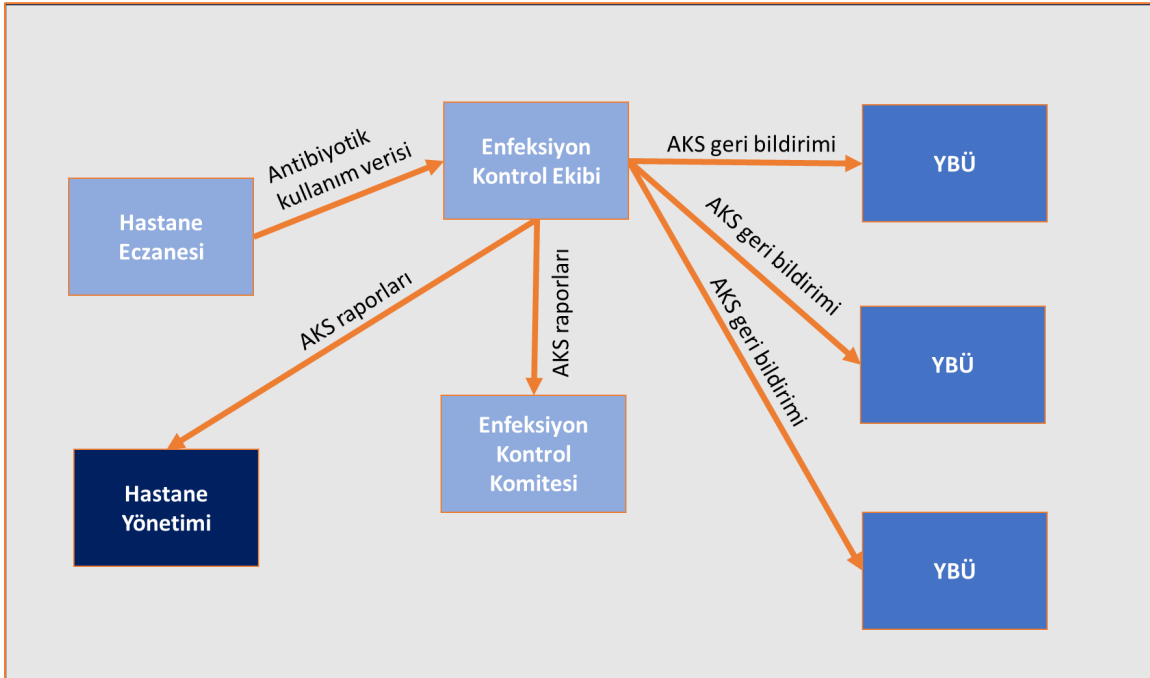 Hastane
Eczanesi
Antibiyotik
kullanım verisi
Enfeksiyon
Kontrol Ekibi
AKS geri bildirimi
YBÜ
AKS geri bildirimi
YBÜ
AKS geri bildirimi
YBÜ
AKS raporları
Hastane
Yönetimi
AKS raporları
Enfeksiyon
Kontrol
Komitesi